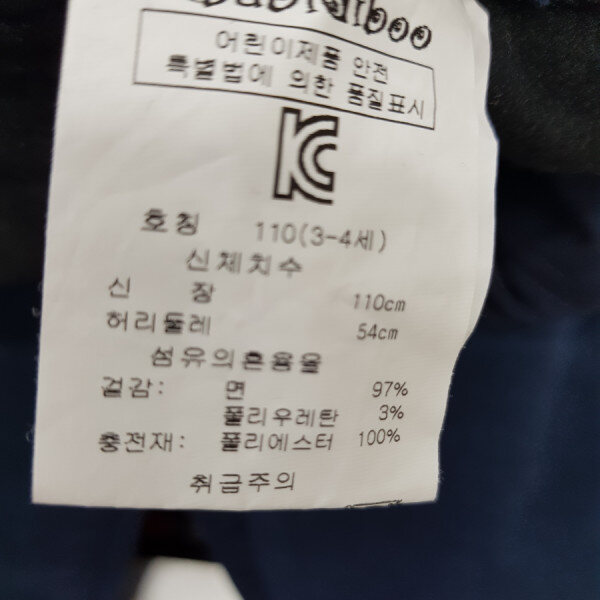 어린이제품 안전
특별법에 의한 품질표시
KC
호칭 110(3-4세)
신체치수
신 장 110cm
허리둘레 54cm
섬유의혼용율
겉감: 면 97%
폴리우레탄 3%
충전재: 폴리에스터 100%
취급주의